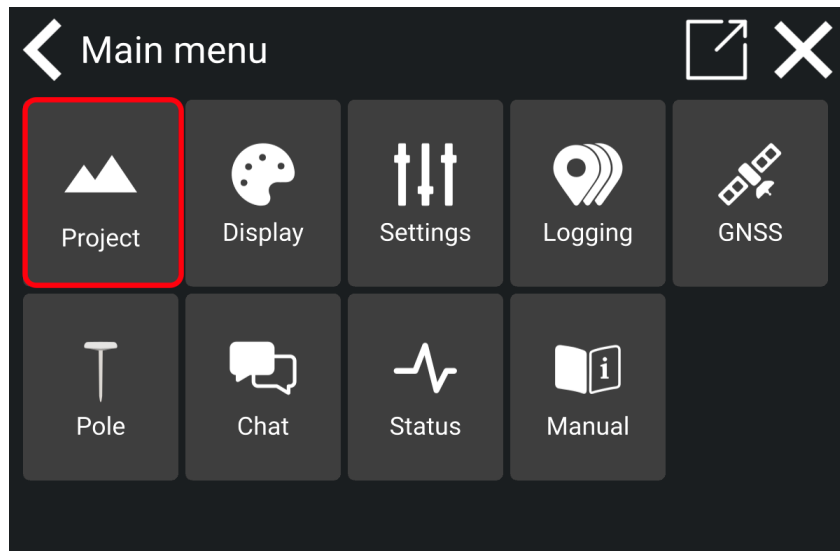 Main menu
Project
Display
Settings
Logging
GNSS
Pole
Chat
Status
i
Manual